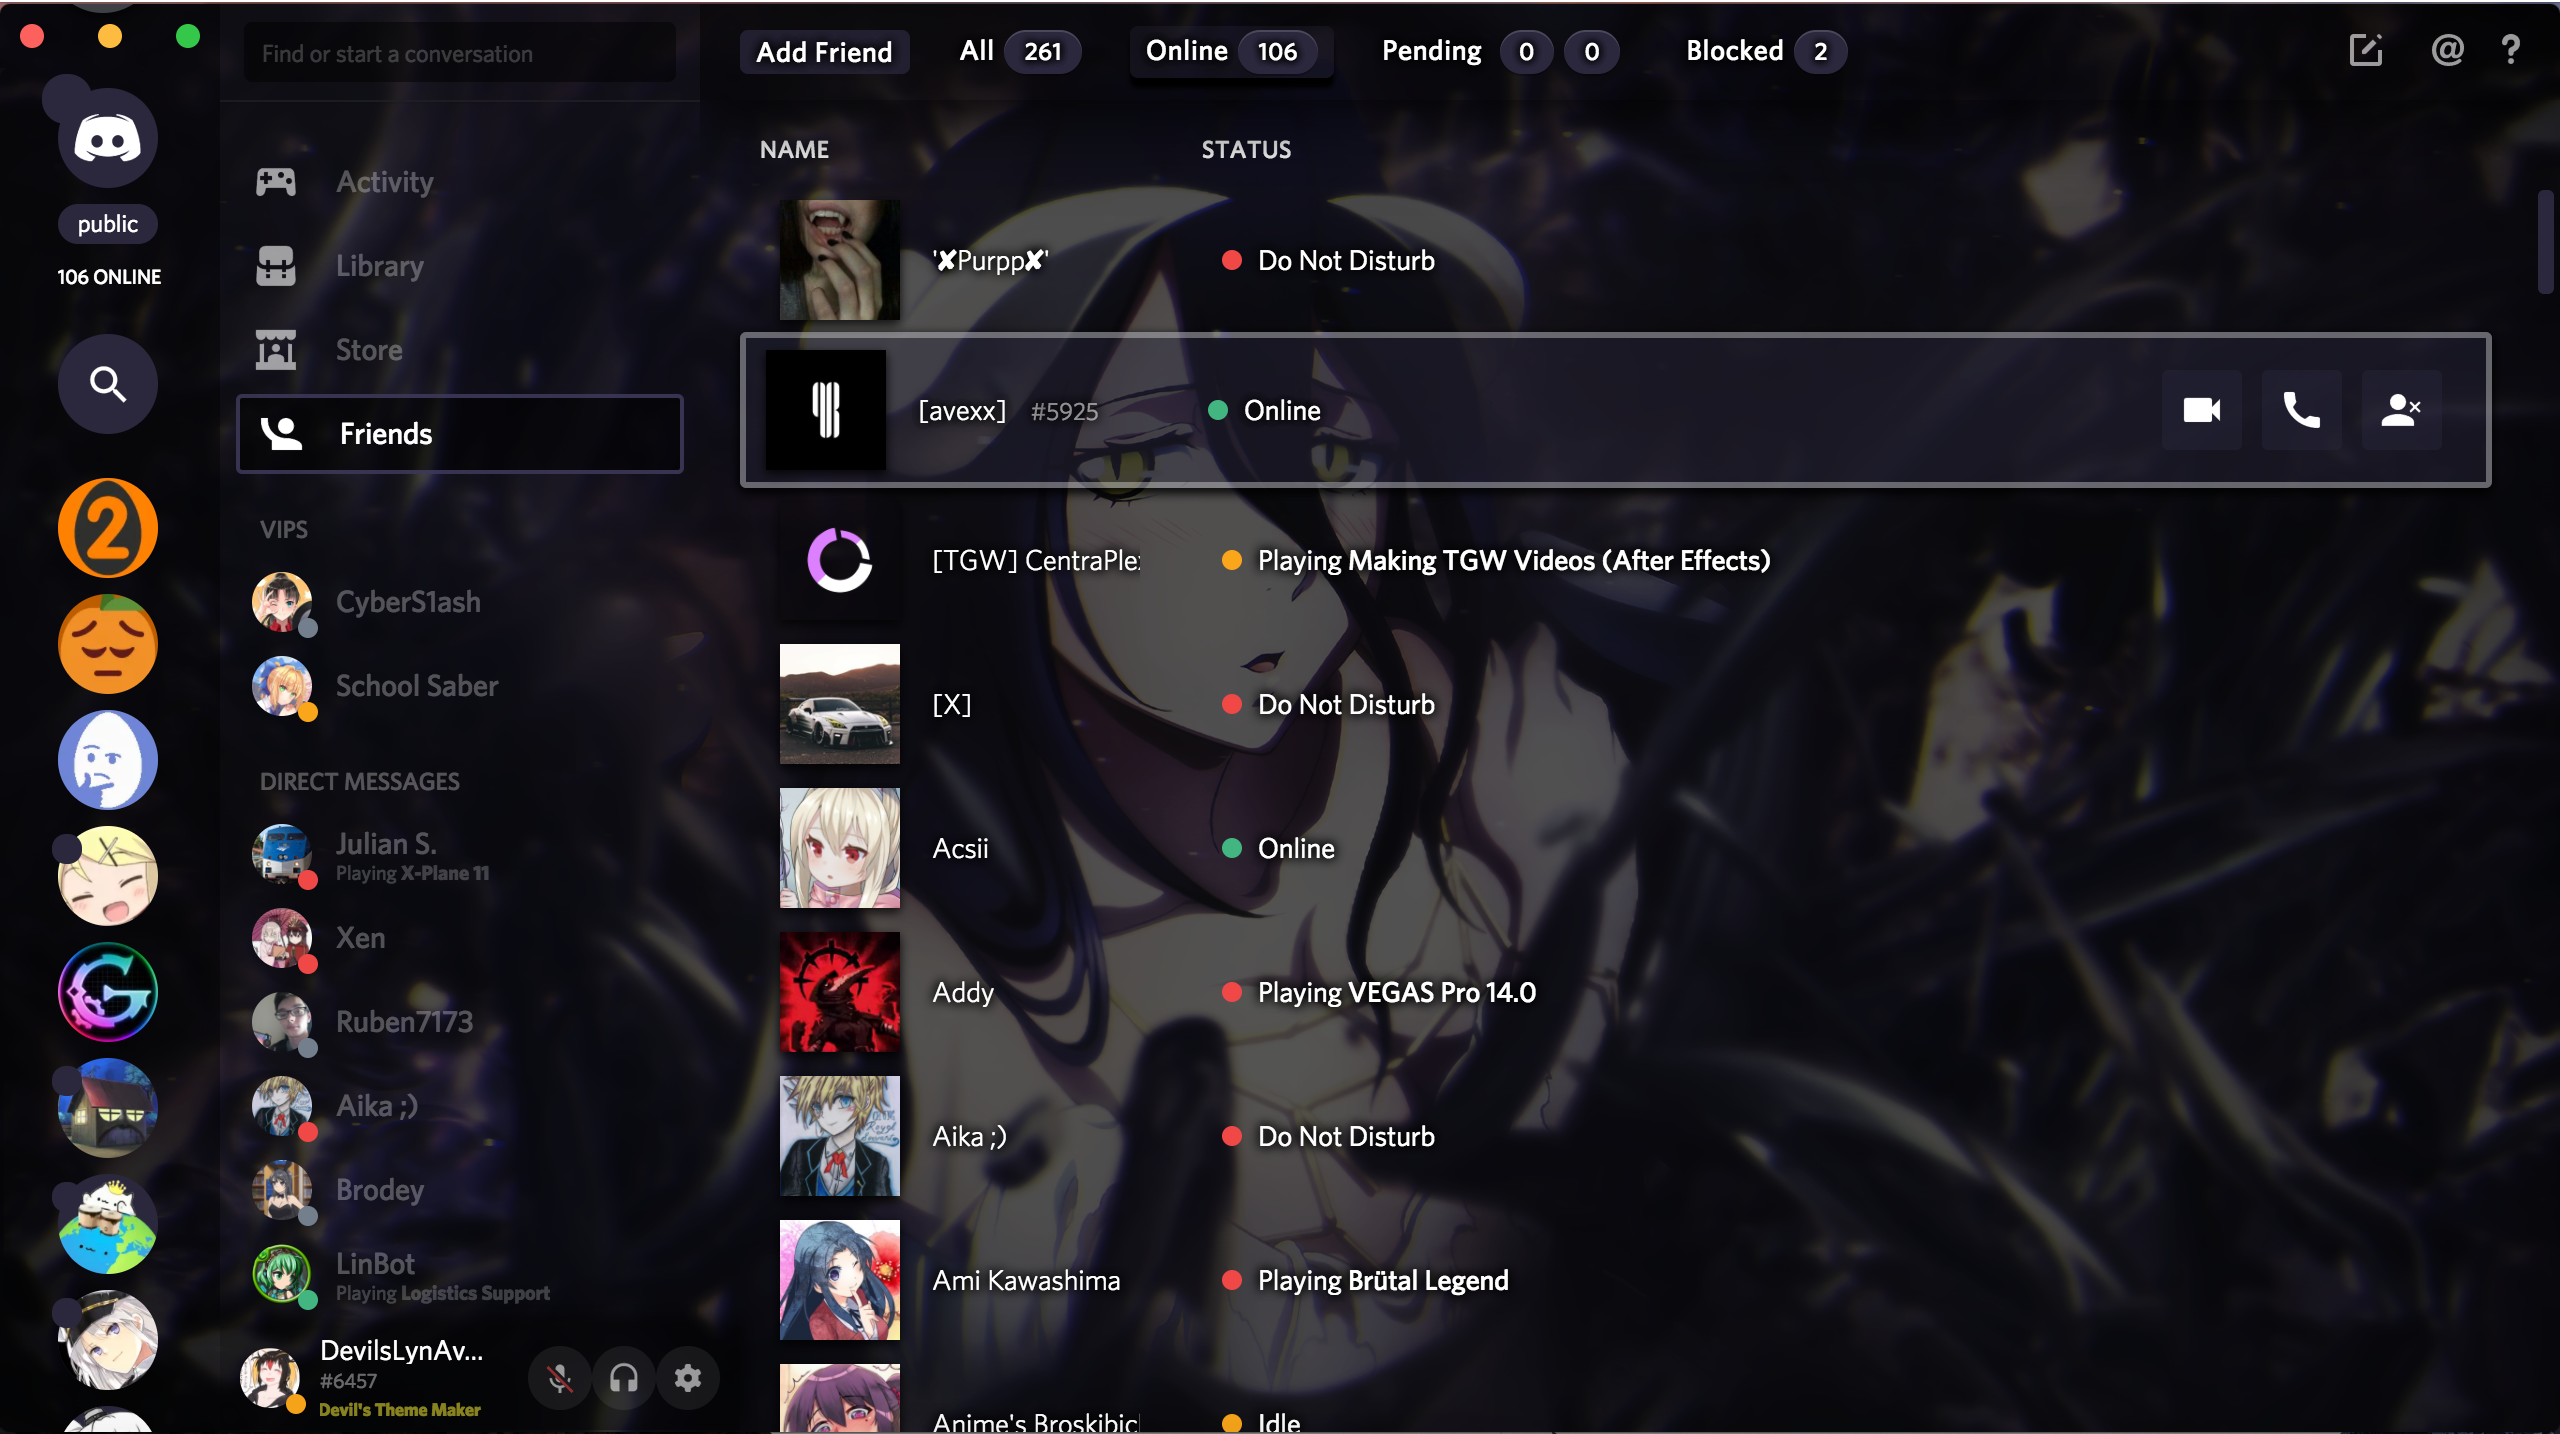 Find or start a conversation
Add Friend
All 261
Online 106
Pending 0 0
Blocked 2
@
?
public
106 ONLINE
2
Activity
Library
Store
Friends
VIPS
CyberS1ash
School Saber
DIRECT MESSAGES
Julian S.
Playing X-Plane 11
Xen
Ruben7173
Aika ;)
Brodey
LinBot
Playing Logistics Support
DevilsLynAv...
#6457
Devil's Theme Maker
NAME STATUS
'✘Purpp✘' Do Not Disturb
[avexx] #5925 Online
[TGW] CentraPle Playing Making TGW Videos (After Effects)
[X] Do Not Disturb
Acsii Online
Addy Playing VEGAS Pro 14.0
Aika ;) Do Not Disturb
Ami Kawashima Playing Brütal Legend
Anime's Broskibic Idle